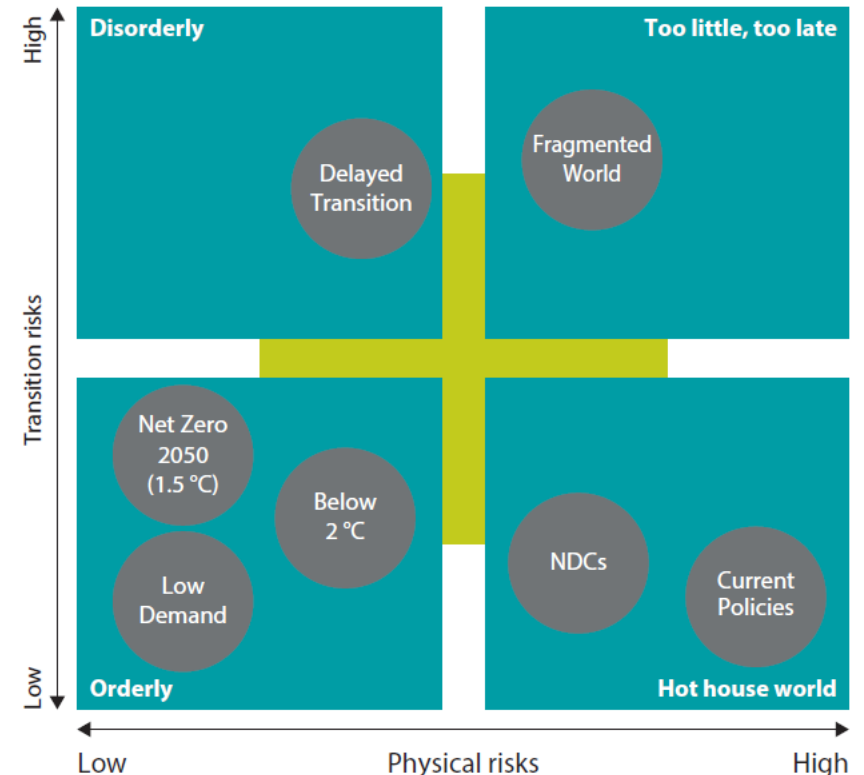 High
Transition risks
Low
Disorderly
Too little, too late
Delayed
Transition
Fragmented
World
Net Zero
2050
(1.5 °C)
Below
2 °C
Low
Demand
NDCs
Current
Policies
Orderly
Hot house world
Low
Physical risks
High